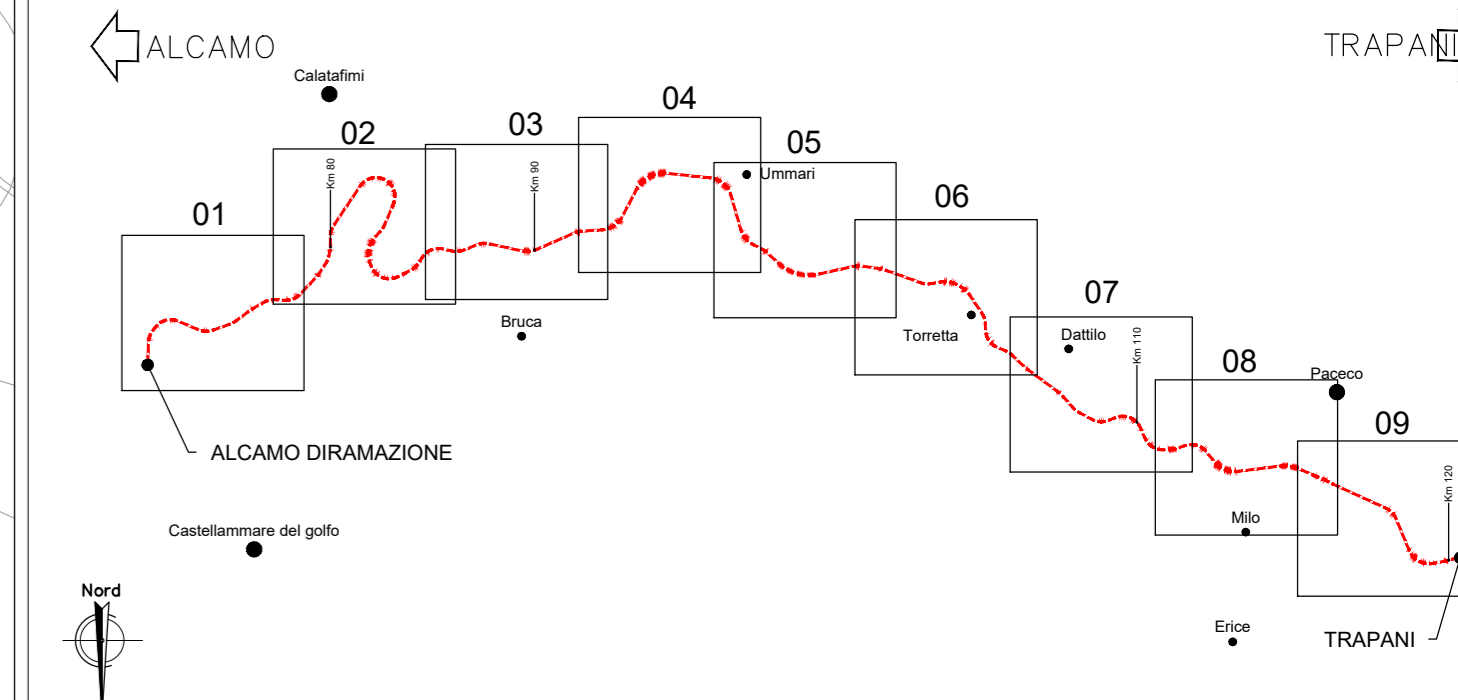 ALCAMO
TRAPANI
Calatafimi
04
03
02
05
Km 80
Km 90
Ummari
06
01
07
Bruca
Torretta
Dattilo
Km 110
08
Paceco
09
ALCAMO DIRAMAZIONE
Km 120
Castellammare del golfo
Milo
Nord
Erice
TRAPANI